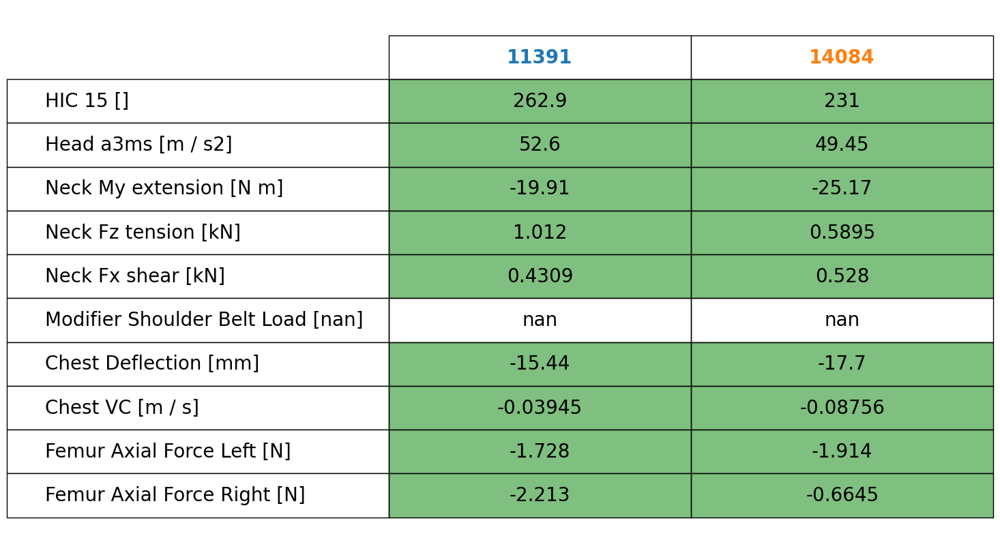 11391 14084
HIC 15 [] 262.9 231
Head a3ms [m / s2] 52.6 49.45
Neck My extension [N m] -19.91 -25.17
Neck Fz tension [kN] 1.012 0.5895
Neck Fx shear [kN] 0.4309 0.528
Modifier Shoulder Belt Load [nan] nan nan
Chest Deflection [mm] -15.44 -17.7
Chest VC [m / s] -0.03945 -0.08756
Femur Axial Force Left [N] -1.728 -1.914
Femur Axial Force Right [N] -2.213 -0.6645